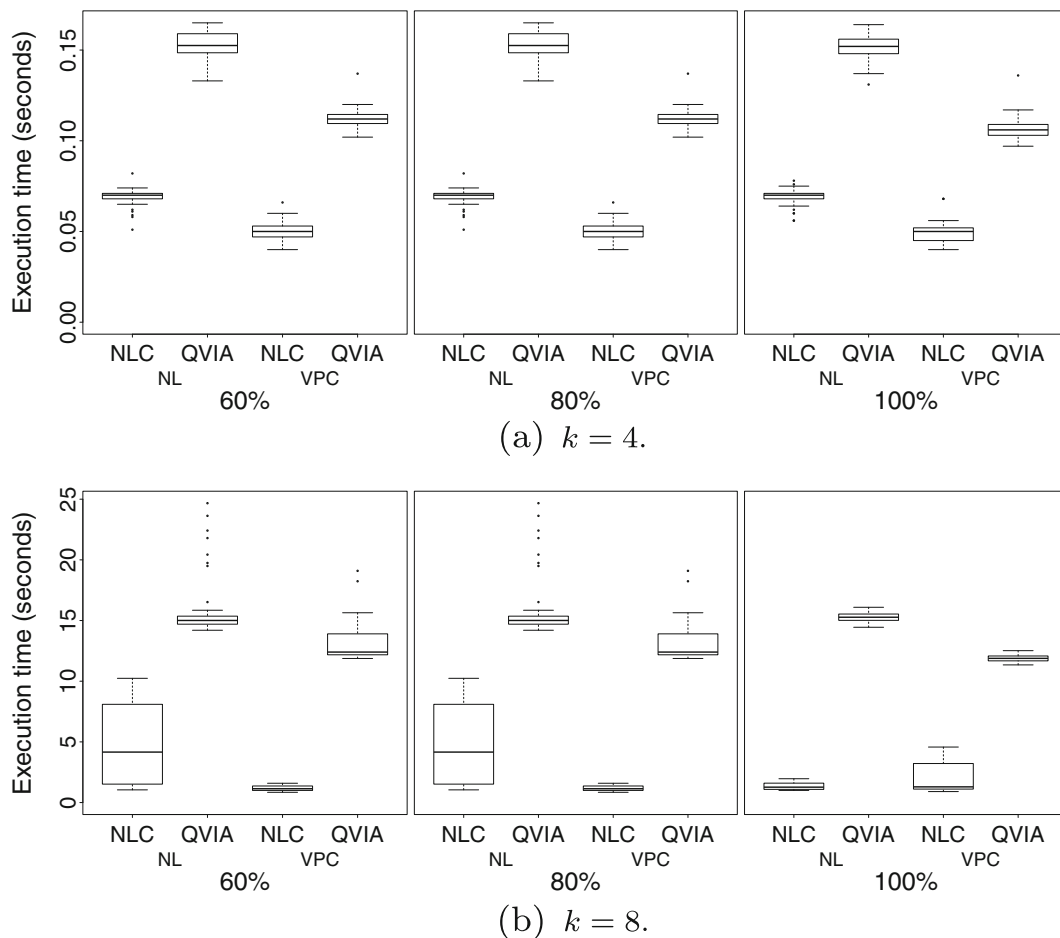 Execution time (seconds)
0.15
0.10
0.05
0.00
NLC QVIA NLC QVIA NLC QVIA NLC QVIA NLC QVIA NLC QVIA
NL VPC NL VPC NL VPC
60% 80% 100%
(a) k = 4.
Execution time (seconds)
25
20
15
10
5
0
NLC QVIA NLC QVIA NLC QVIA NLC QVIA NLC QVIA NLC QVIA
NL VPC NL VPC NL VPC
60% 80% 100%
(b) k = 8.